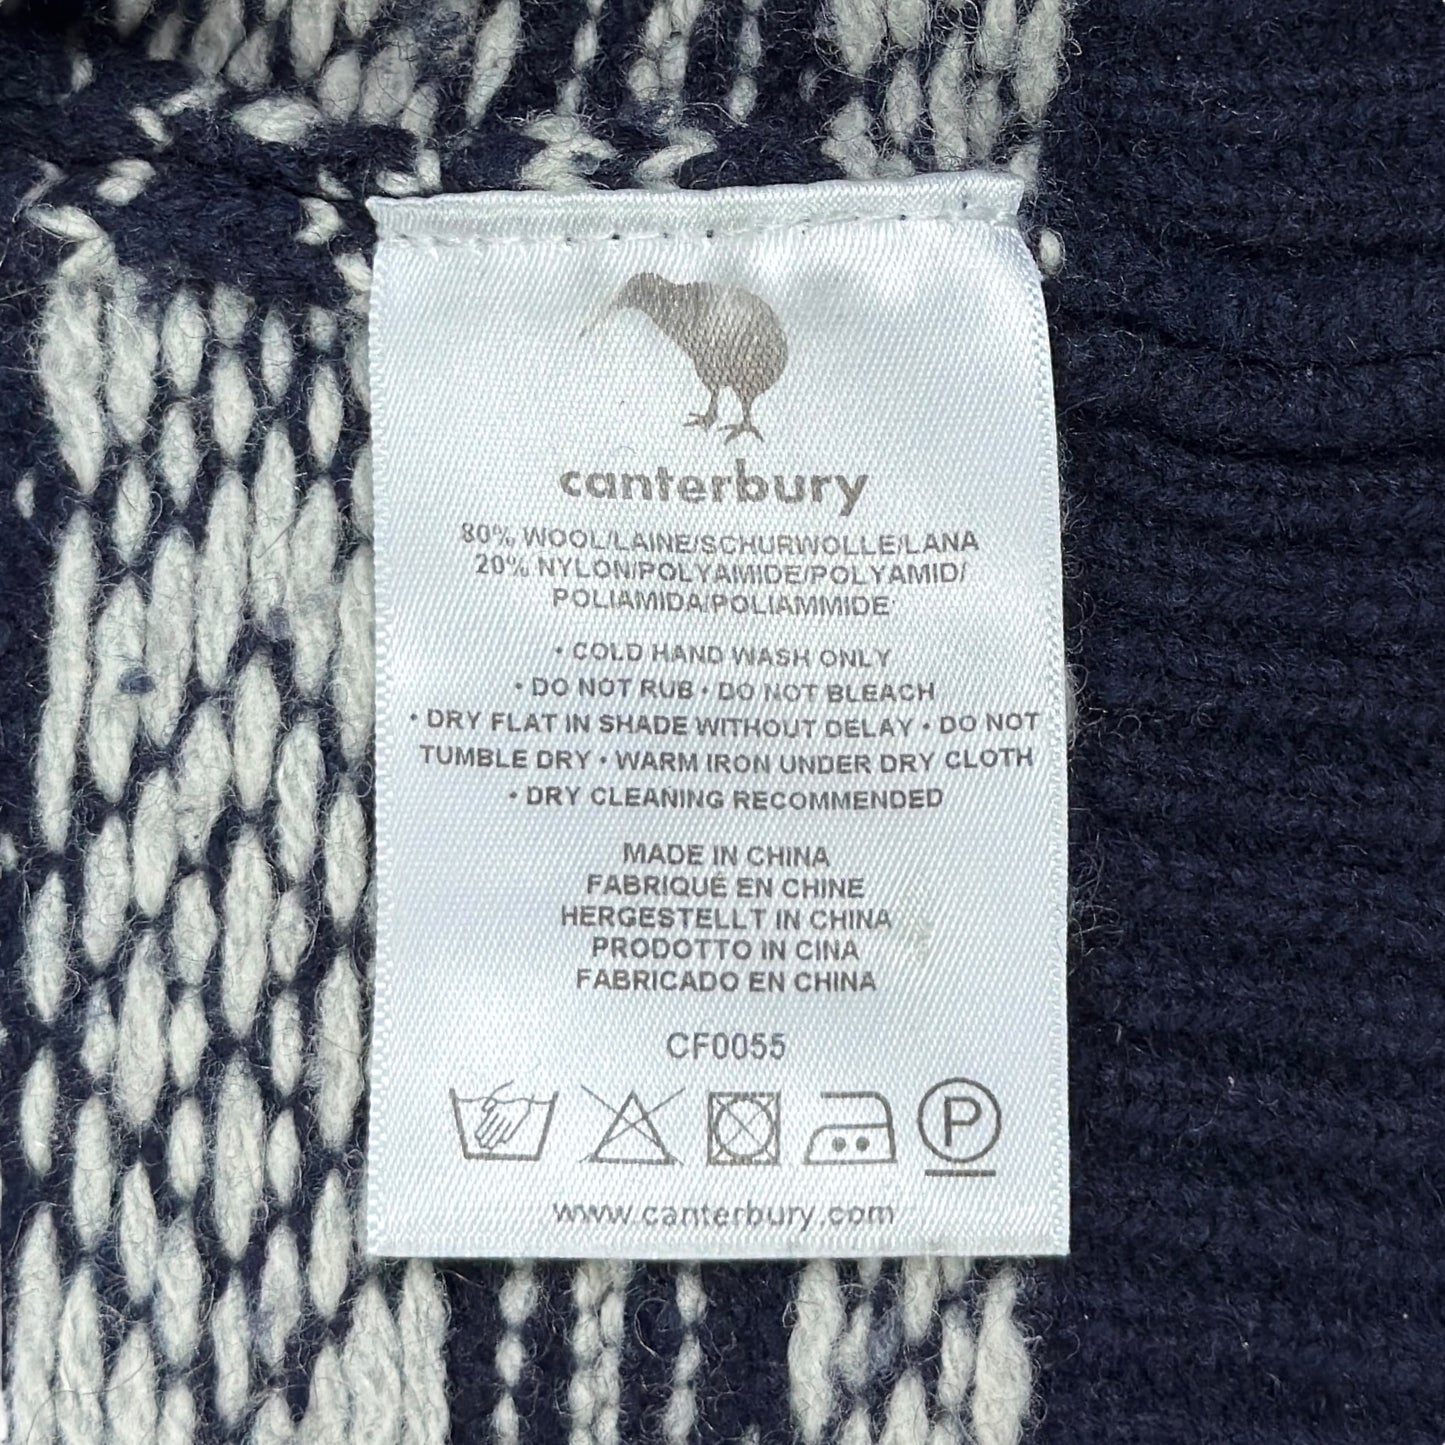 canterbury
80% WOOL/LAINE/SCHURWOLLE/LANA
20% NYLON/POLYAMIDE/POLYAMID/
POLIAMIDA/POLIAMMIDE
• COLD HAND WASH ONLY
• DO NOT RUB • DO NOT BLEACH
• DRY FLAT IN SHADE WITHOUT DELAY • DO NOT
TUMBLE DRY • WARM IRON UNDER DRY CLOTH
• DRY CLEANING RECOMMENDED
MADE IN CHINA
FABRIQUÉ EN CHINE
HERGESTELLT IN CHINA
PRODOTTO IN CINA
FABRICADO EN CHINA
CF0055
P
www.canterbury.com